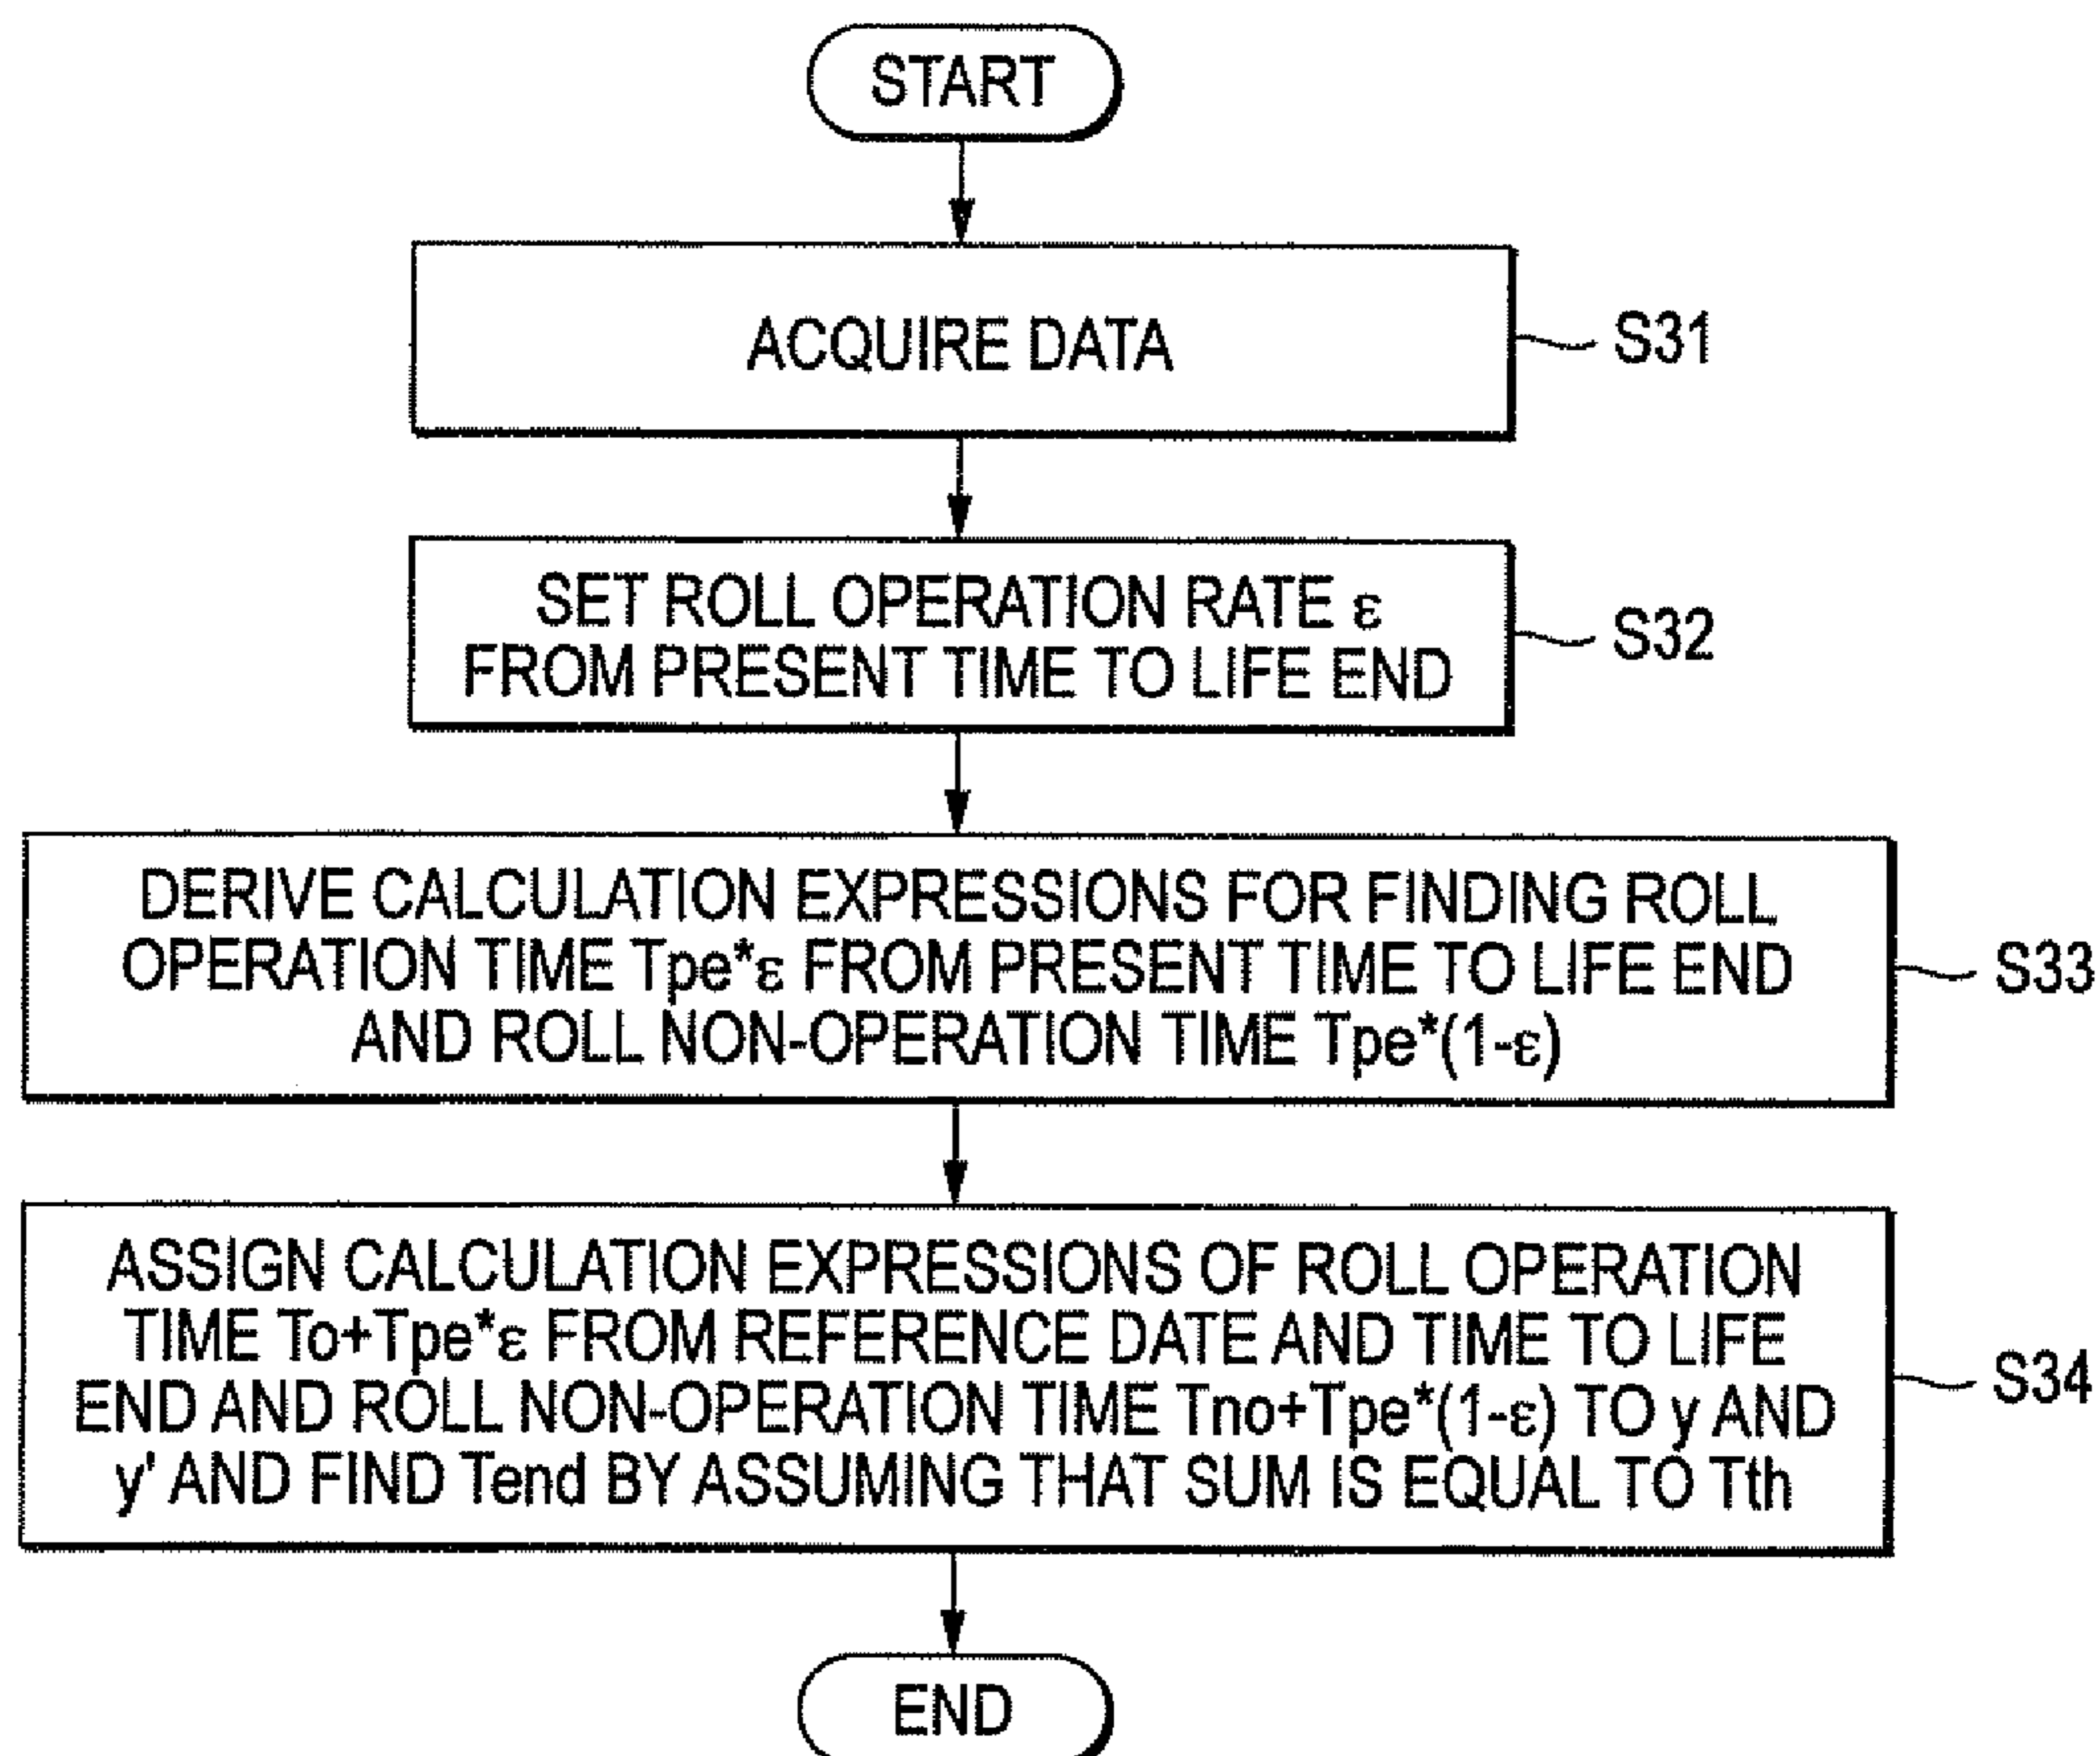 START
ACQUIRE DATA
S31
SET ROLL OPERATION RATE ε
FROM PRESENT TIME TO LIFE END
S32
DERIVE CALCULATION EXPRESSIONS FOR FINDING ROLL
OPERATION TIME Tpe*ε FROM PRESENT TIME TO LIFE END
AND ROLL NON-OPERATION TIME Tpe*(1-ε)
S33
ASSIGN CALCULATION EXPRESSIONS OF ROLL OPERATION
TIME To+Tpe*ε FROM REFERENCE DATE AND TIME TO LIFE
END AND ROLL NON-OPERATION TIME Tno+Tpe*(1-ε) TO y AND
y' AND FIND Tend BY ASSUMING THAT SUM IS EQUAL TO Tth
S34
END